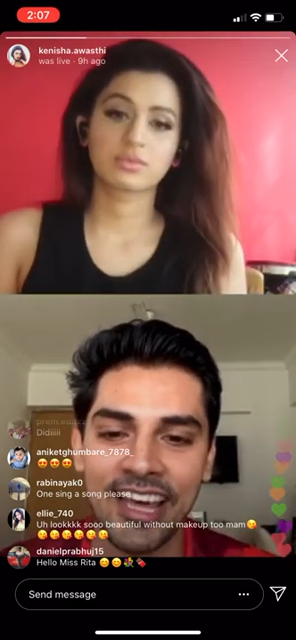 2:07
kenisha.awasthi
was live · 9h ago
Didiiiii
aniketghumbare_7878_
😍😍😍
rabinayak0
One sing a song please
ellie_740
Uh lookkkk sooo beautiful without makeup too mam😘
😘😘😘😘😘😘
danielprabhuj15
Hello Miss Rita 😊😊💐🍫
Send message